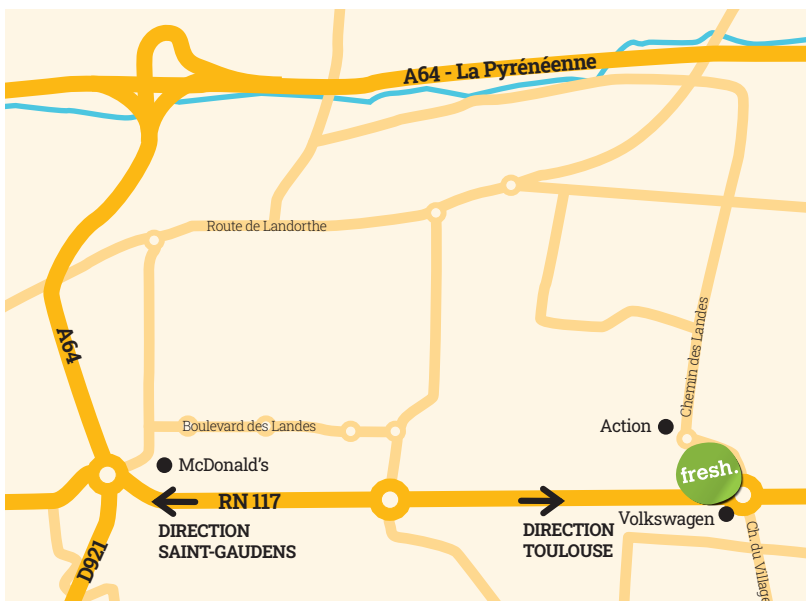 A64 - La Pyrénéenne
Route de Landorthe
A64
Chemin des Landes
Boulevard des Landes
Action
McDonald's
fresh.
RN 117
Volkswagen
DIRECTION
SAINT-GAUDENS
DIRECTION
TOULOUSE
D921
Ch. du Village